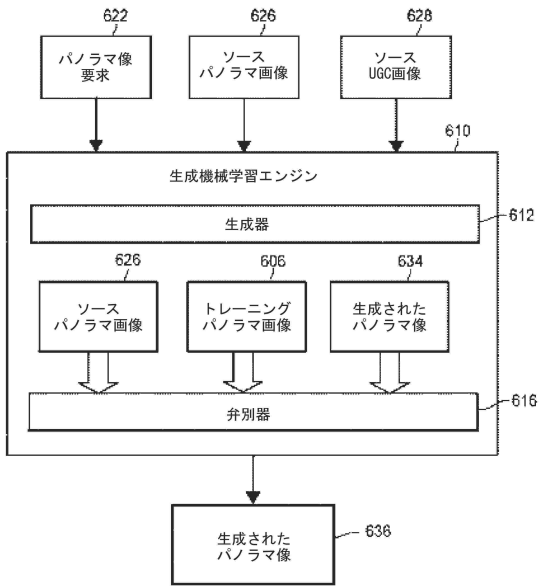 622
626
628
パノラマ像
要求
ソース
パノラマ画像
ソース
UGC画像
610
生成機械学習エンジン
生成器
612
626
606
634
ソース
パノラマ画像
トレーニング
パノラマ画像
生成された
パノラマ像
弁別器
616
生成された
パノラマ像
636